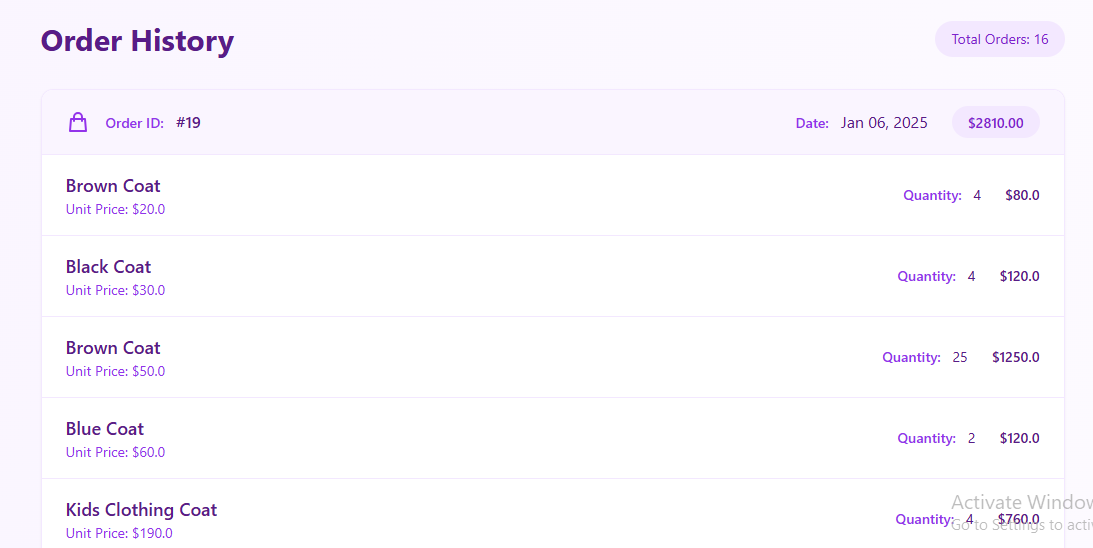 Order History
Total Orders: 16
Order ID: #19
Date: Jan 06, 2025 $2810.00
Brown Coat
Unit Price: $20.0
Quantity: 4 $80.0
Black Coat
Unit Price: $30.0
Quantity: 4 $120.0
Brown Coat
Unit Price: $50.0
Quantity: 25 $1250.0
Blue Coat
Unit Price: $60.0
Quantity: 2 $120.0
Kids Clothing Coat
Unit Price: $190.0
Quantity: 4 $760.0
Activate Window
Go to Settings to acti